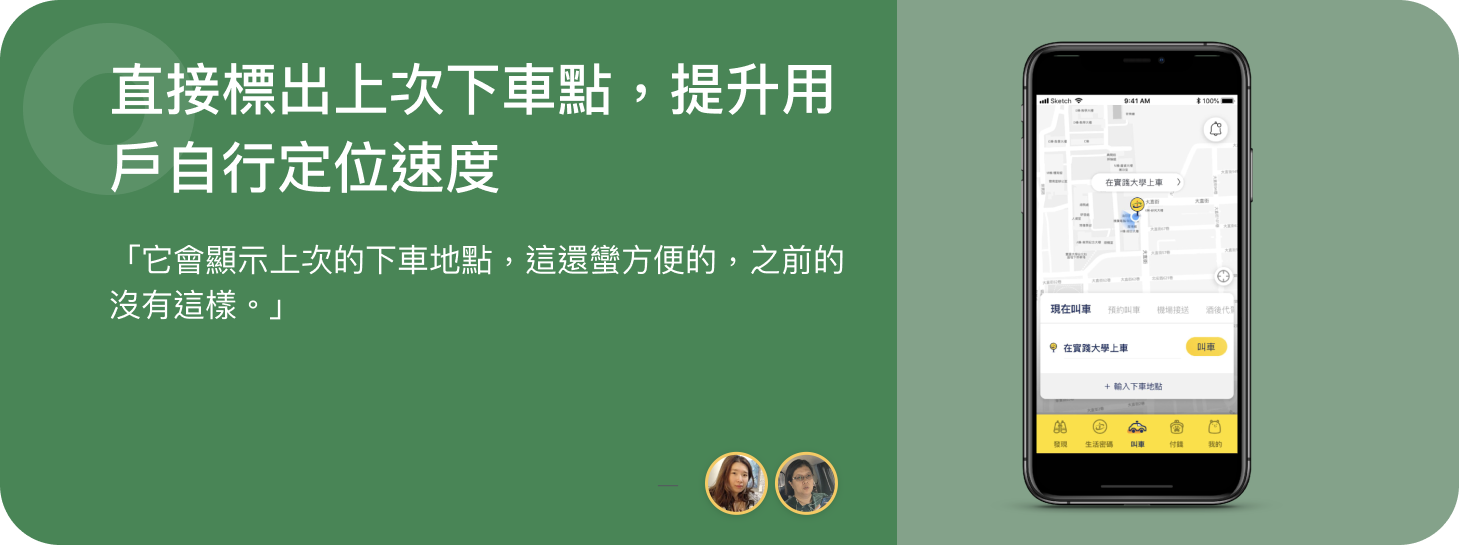 直接標出上次下車點，提升用
戶自行定位速度
「它會顯示上次的下車地點，這還蠻方便的，之前的
沒有這樣。」
Sketch
9:41 AM
100%
在實踐大學上車
大直街
大直街
現在叫車
預約叫車
機場接送
酒後代駕
在實踐大學上車
叫車
+ 輸入下車地點
發現
生活密碼
叫車
付錢
我的